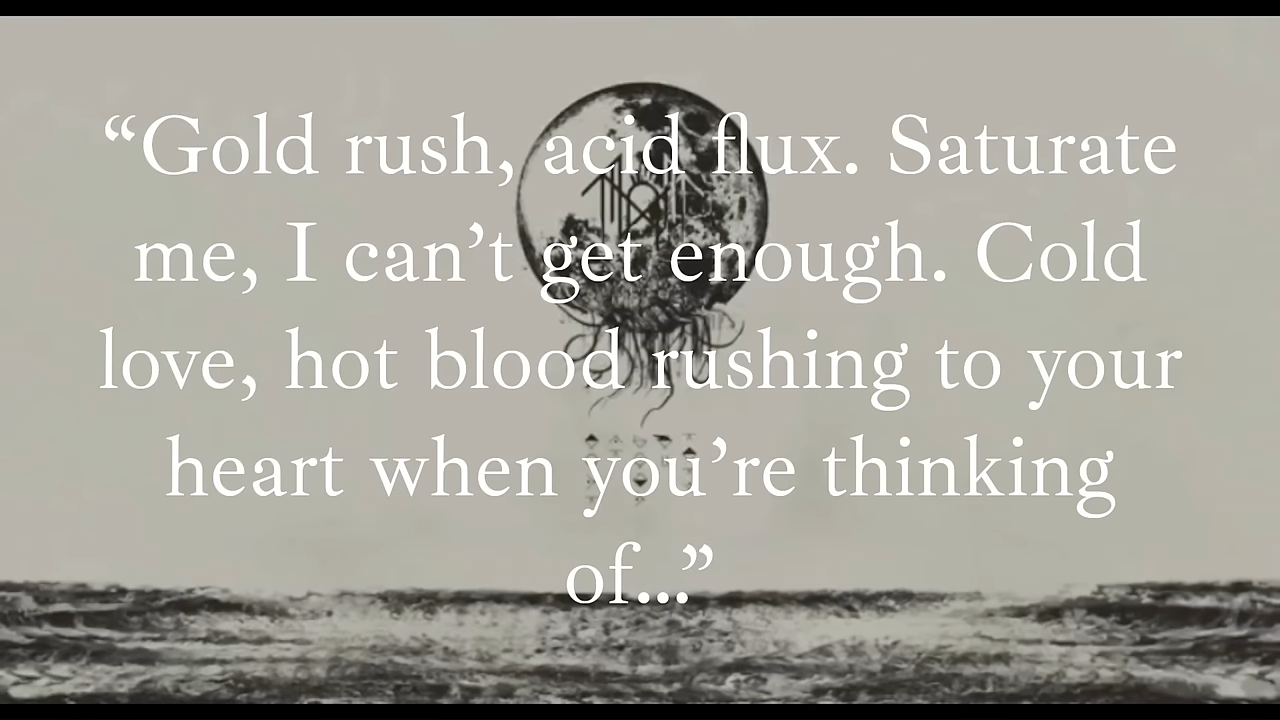 “Gold rush, acid flux. Saturate
me, I can’t get enough. Cold
love, hot blood rushing to your
heart when you’re thinking
of...”